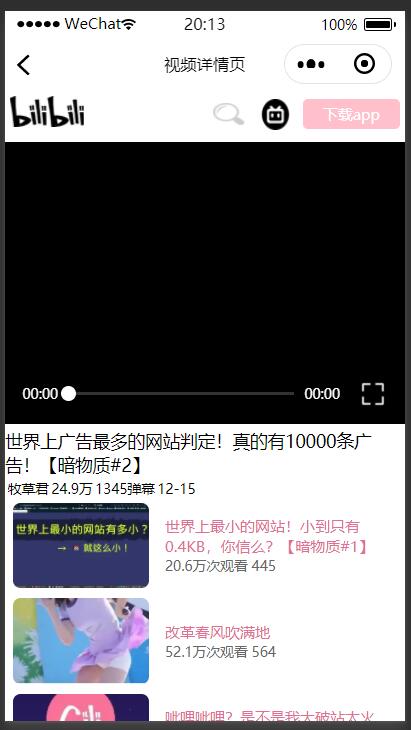 ●●●●● WeChat 20:13 100%
视频详情页
bilibili 下载app
00:00 00:00
世界上广告最多的网站判定！真的有10000条广
告！【暗物质#2】
牧草君 24.9万 1345弹幕 12-15
世界上最小的网站有多小？
→ 就这么小！
世界上最小的网站！小到只有
0.4KB，你信么？【暗物质#1】
20.6万次观看 445
改革春风吹满地
52.1万次观看 564
呲哩呲哩？是不是我大破站太火